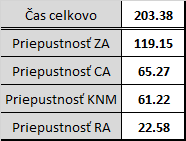 Čas celkovo 203.38
Priepustnosť ZA 119.15
Priepustnosť CA 65.27
Priepustnosť KNM 61.22
Priepustnosť RA 22.58